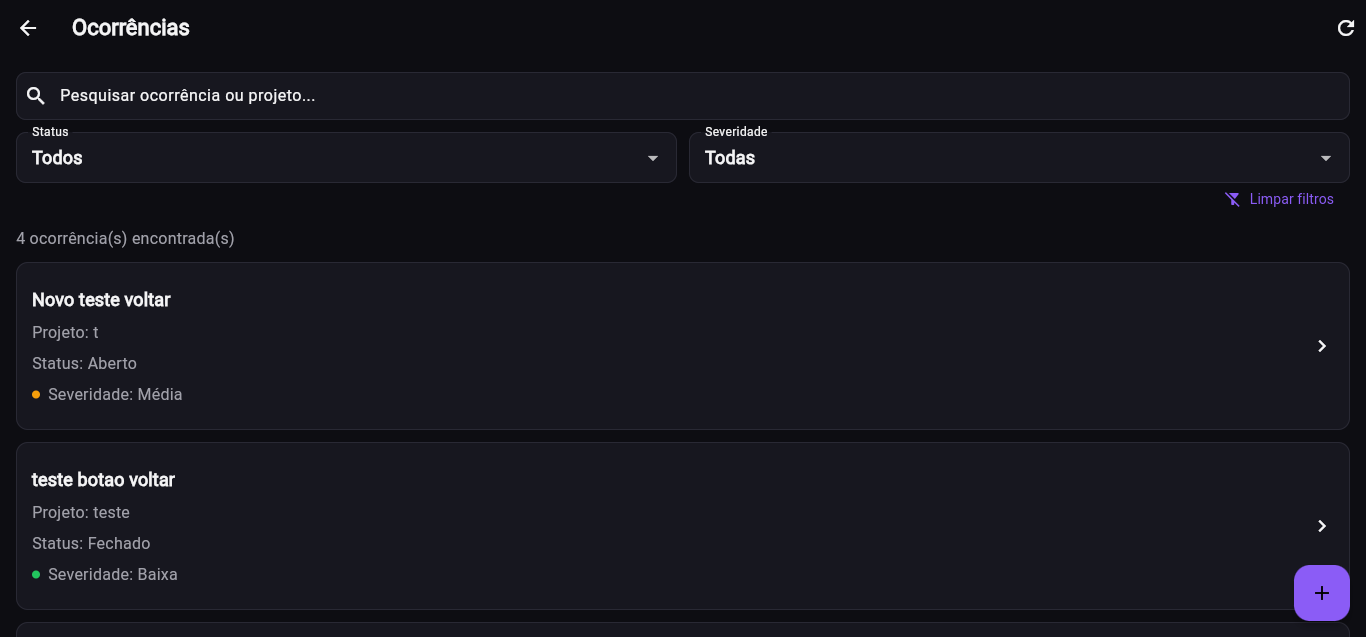 Ocorrências
Pesquisar ocorrência ou projeto...
Status
Todos
Severidade
Todas
Limpar filtros
4 ocorrência(s) encontrada(s)
Novo teste voltar
Projeto: t
Status: Aberto
Severidade: Média
teste botao voltar
Projeto: teste
Status: Fechado
Severidade: Baixa